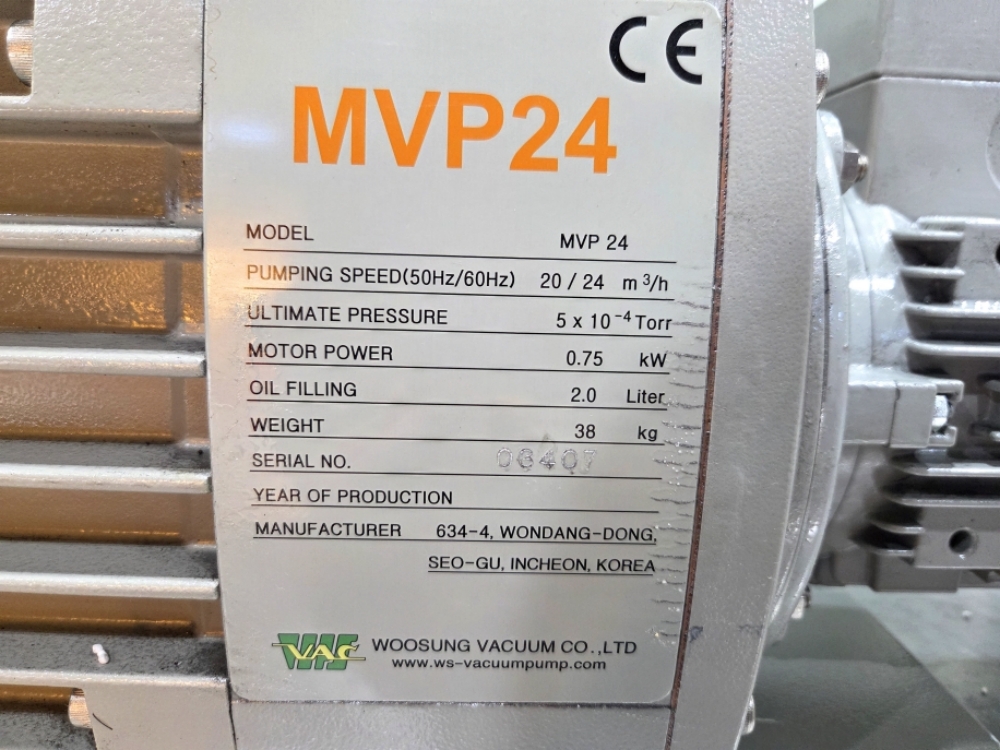 CE
MVP24
MODEL MVP 24
PUMPING SPEED(50Hz/60Hz) 20 / 24 m³/h
ULTIMATE PRESSURE 5 x 10⁻⁴ Torr
MOTOR POWER 0.75 kW
OIL FILLING 2.0 Liter
WEIGHT 38 kg
SERIAL NO. 06407
YEAR OF PRODUCTION
MANUFACTURER 634-4, WONDANG-DONG,
SEO-GU, INCHEON, KOREA
VAC WOOSUNG VACUUM CO.,LTD
www.ws-vacuumpump.com